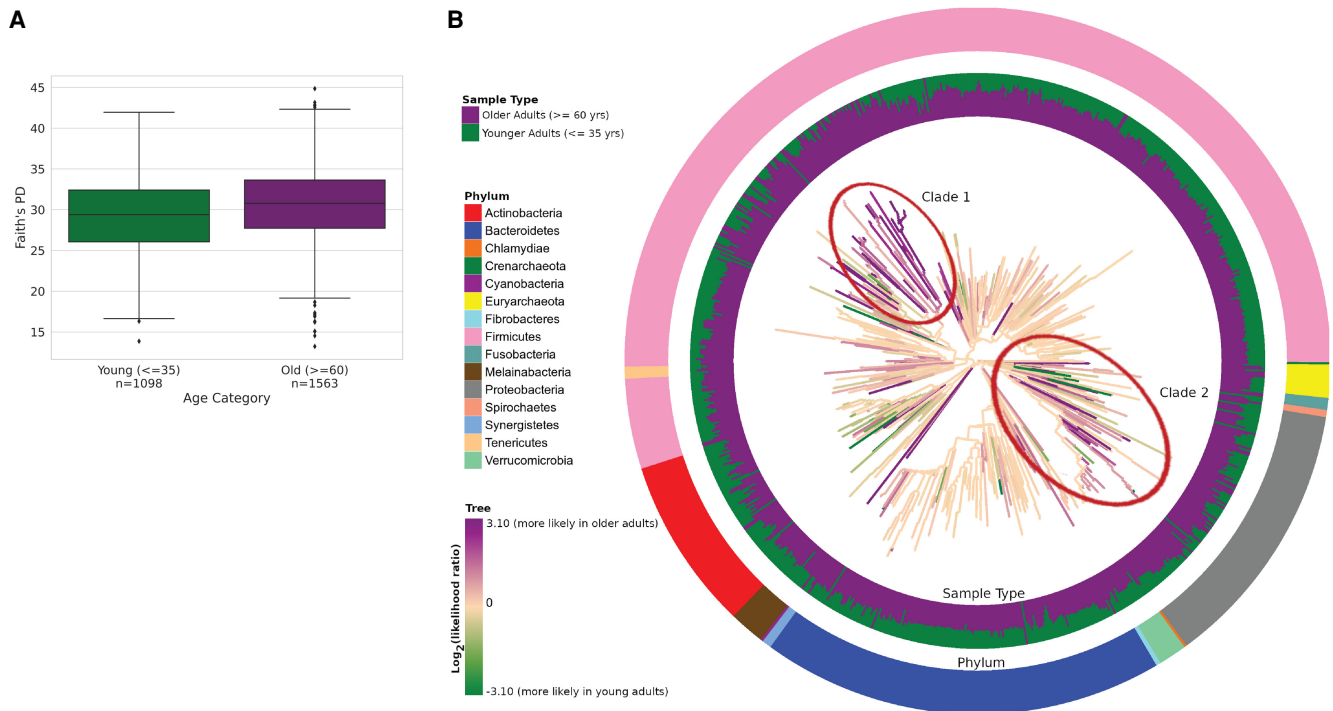 A
45
40
35
30
25
20
15
Faith's PD
Young (<=35)
n=1098
Old (>=60)
n=1563
Age Category
B
Sample Type
Older Adults (>= 60 yrs)
Younger Adults (<= 35 yrs)
Phylum
Actinobacteria
Bacteroidetes
Chlamydiae
Crenarchaeota
Cyanobacteria
Euryarchaeota
Fibrobacteres
Firmicutes
Fusobacteria
Melainabacteria
Proteobacteria
Spirochaetes
Synergistetes
Tenericutes
Verrucomicrobia
Tree
3.10 (more likely in older adults)
0
-3.10 (more likely in young adults)
Log2(likelihood ratio)
Clade 1
Clade 2
Sample Type
Phylum